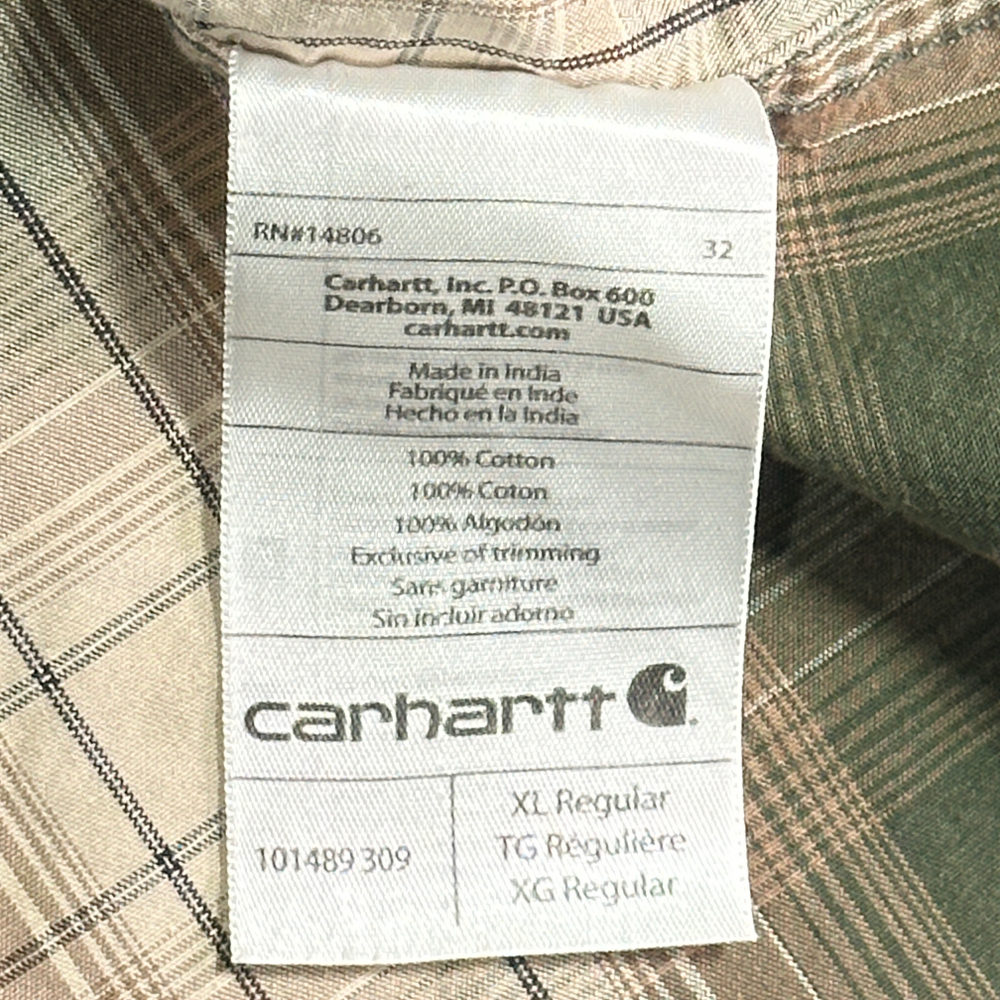 RN#14806 32
Carhartt, Inc. P.O. Box 600
Dearborn, MI 48121 USA
carhartt.com
Made in India
Fabriqué en Inde
Hecho en la India
100% Cotton
100% Coton
100% Algodón
Exclusive of trimming
Sans garniture
Sin incluir adorno
carhartt
101489 309
XL Regular
TG Régulière
XG Regular